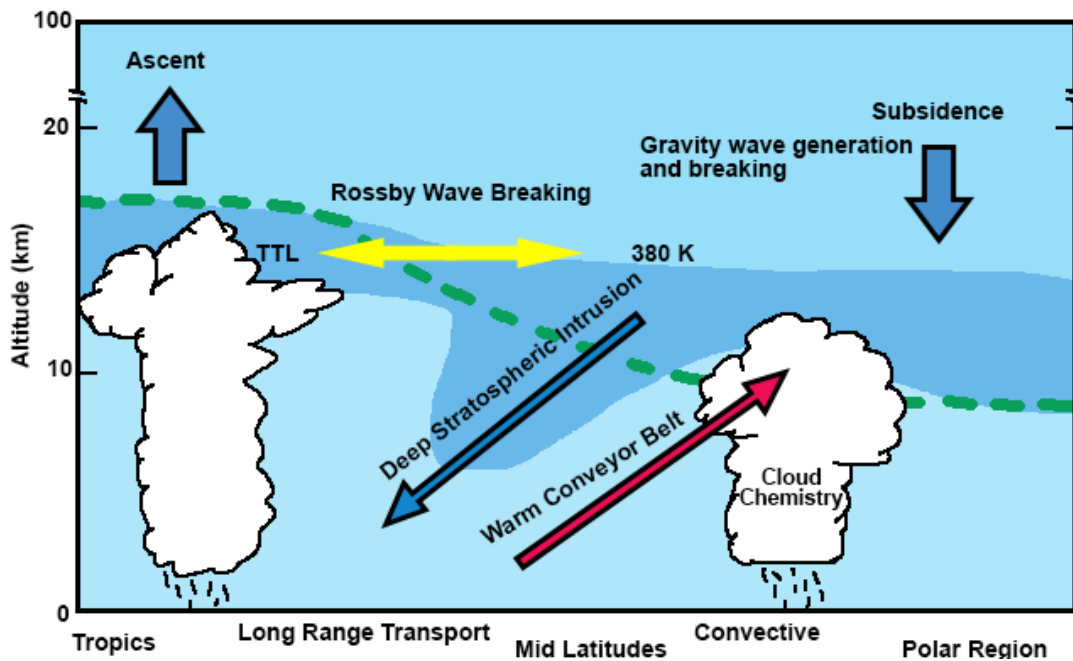 100
Ascent
20
Subsidence
Gravity wave generation
and breaking
Rossby Wave Breaking
TTL
380 K
Altitude (km)
10
Deep Stratospheric Intrusion
Warm Conveyor Belt
Cloud
Chemistry
0
Tropics
Long Range Transport
Mid Latitudes
Convective
Polar Region